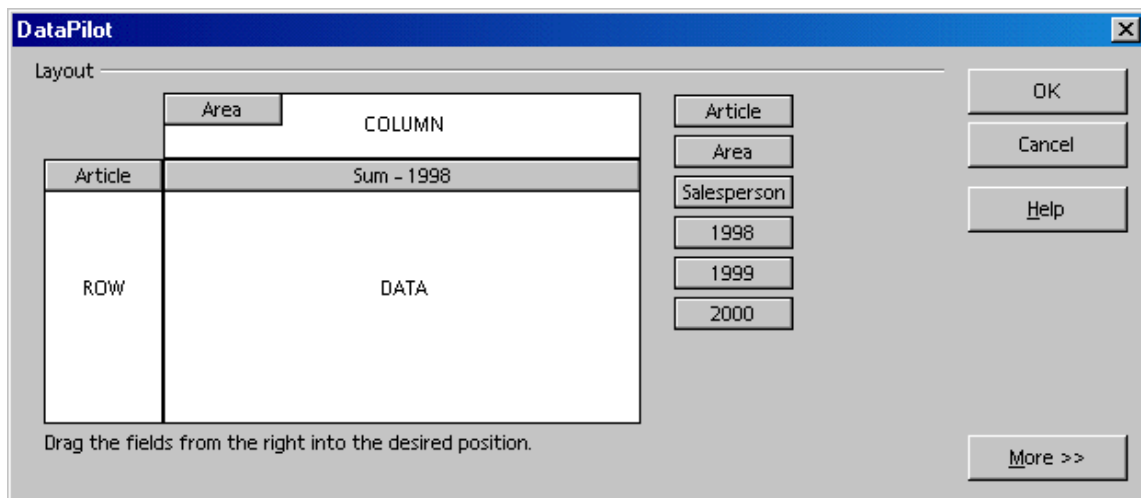 DataPilot
Layout
Area
COLUMN
Article
Sum - 1998
ROW
DATA
Article
Area
Salesperson
1998
1999
2000
OK
Cancel
Help
Drag the fields from the right into the desired position.
More >>